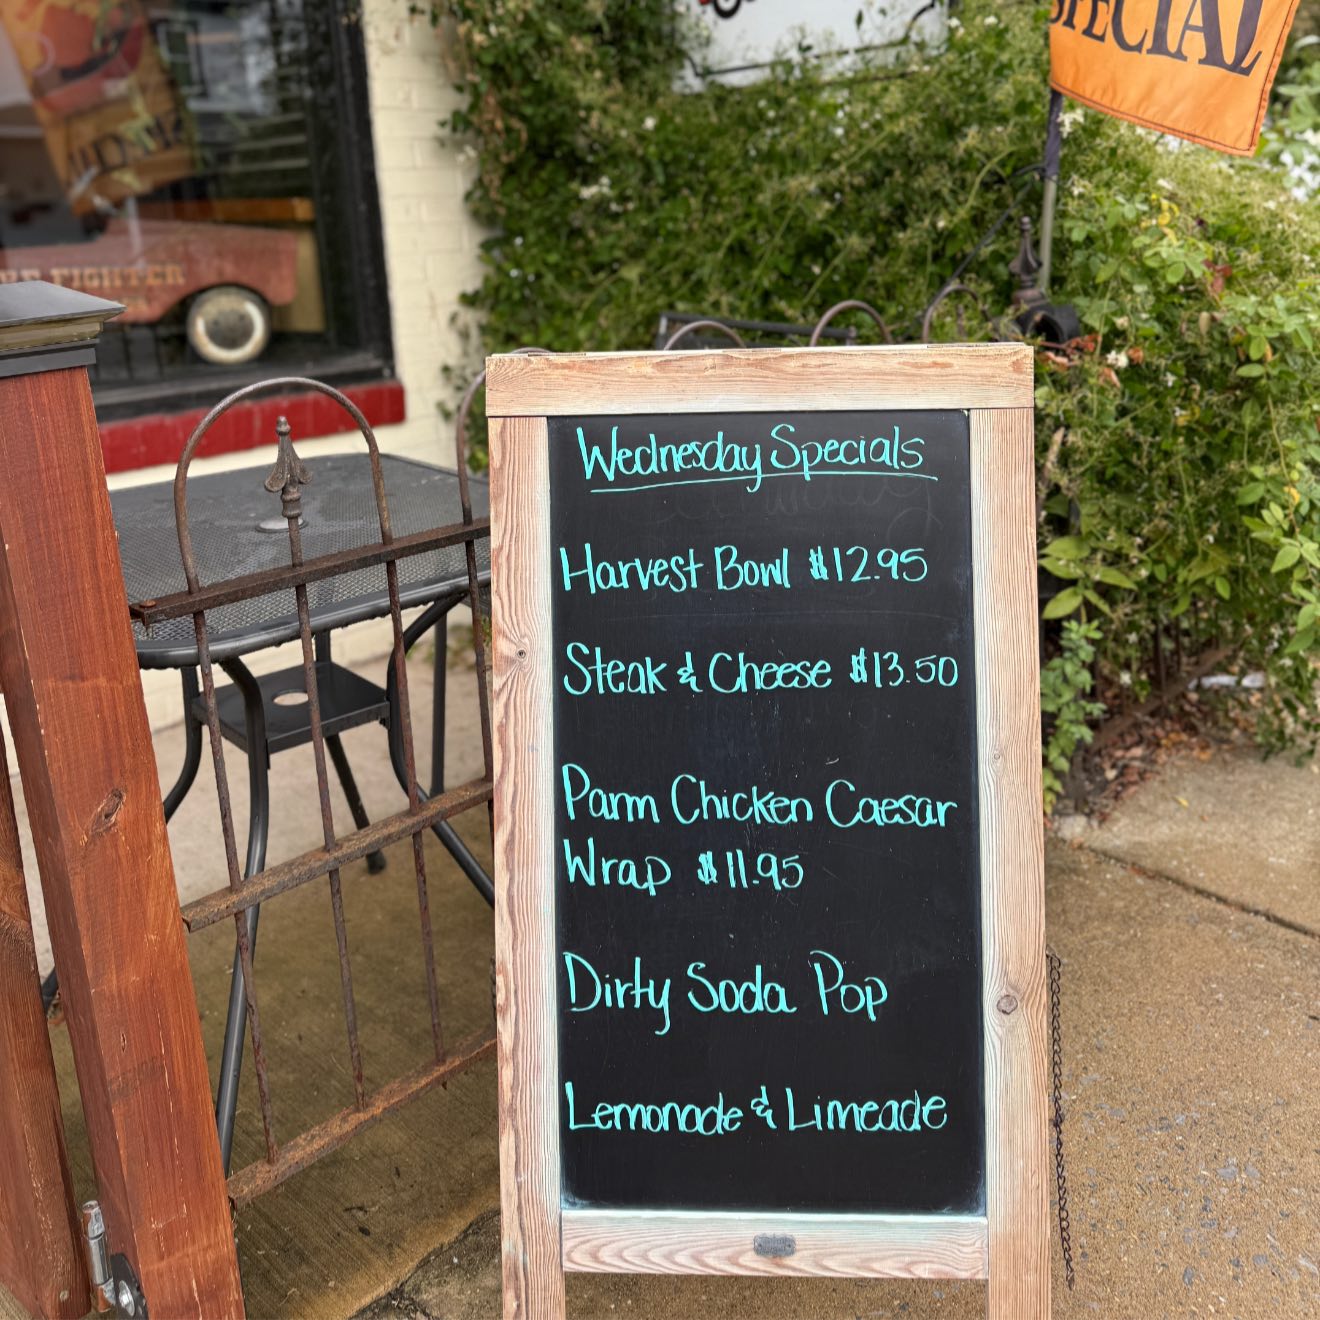 SPECIAL
FIGHTER
Wednesday Specials
Harvest Bowl $12.95
Steak & Cheese $13.50
Parm Chicken Caesar
Wrap $11.95
Dirty Soda Pop
Lemonade & Limeade